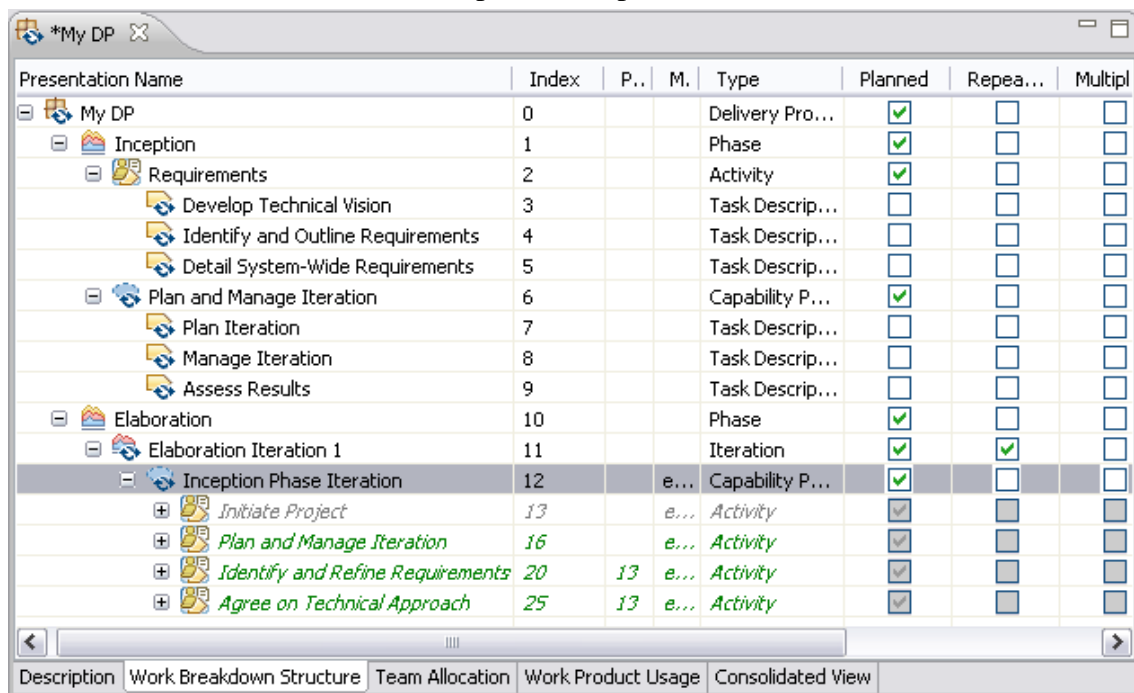 *My DP
Presentation Name Index P.. M. Type Planned Repea... Multipl
My DP 0 Delivery Pro...
Inception 1 Phase
Requirements 2 Activity
Develop Technical Vision 3 Task Descrip...
Identify and Outline Requirements 4 Task Descrip...
Detail System-Wide Requirements 5 Task Descrip...
Plan and Manage Iteration 6 Capability P...
Plan Iteration 7 Task Descrip...
Manage Iteration 8 Task Descrip...
Assess Results 9 Task Descrip...
Elaboration 10 Phase
Elaboration Iteration 1 11 Iteration
Inception Phase Iteration 12 e... Capability P...
Initiate Project 13 e... Activity
Plan and Manage Iteration 16 e... Activity
Identify and Refine Requirements 20 13 e... Activity
Agree on Technical Approach 25 13 e... Activity
Description Work Breakdown Structure Team Allocation Work Product Usage Consolidated View